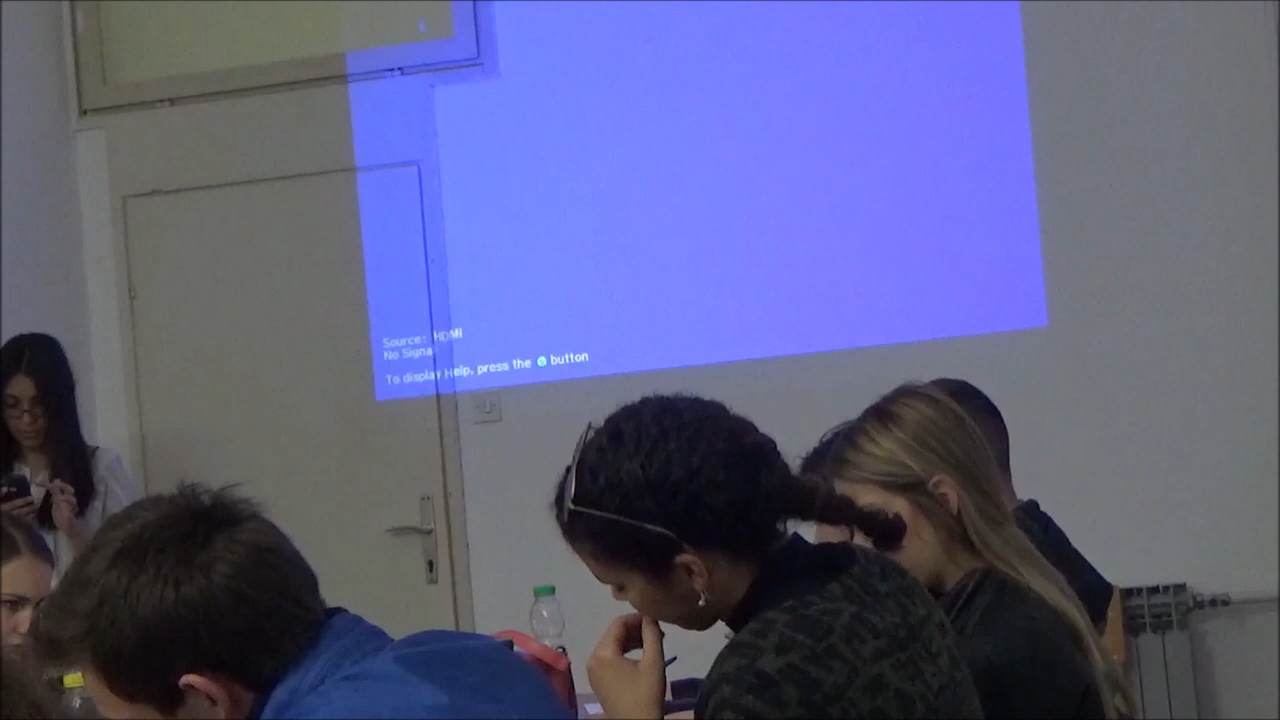 Source: HDMI
No Signal
To display Help, press the button